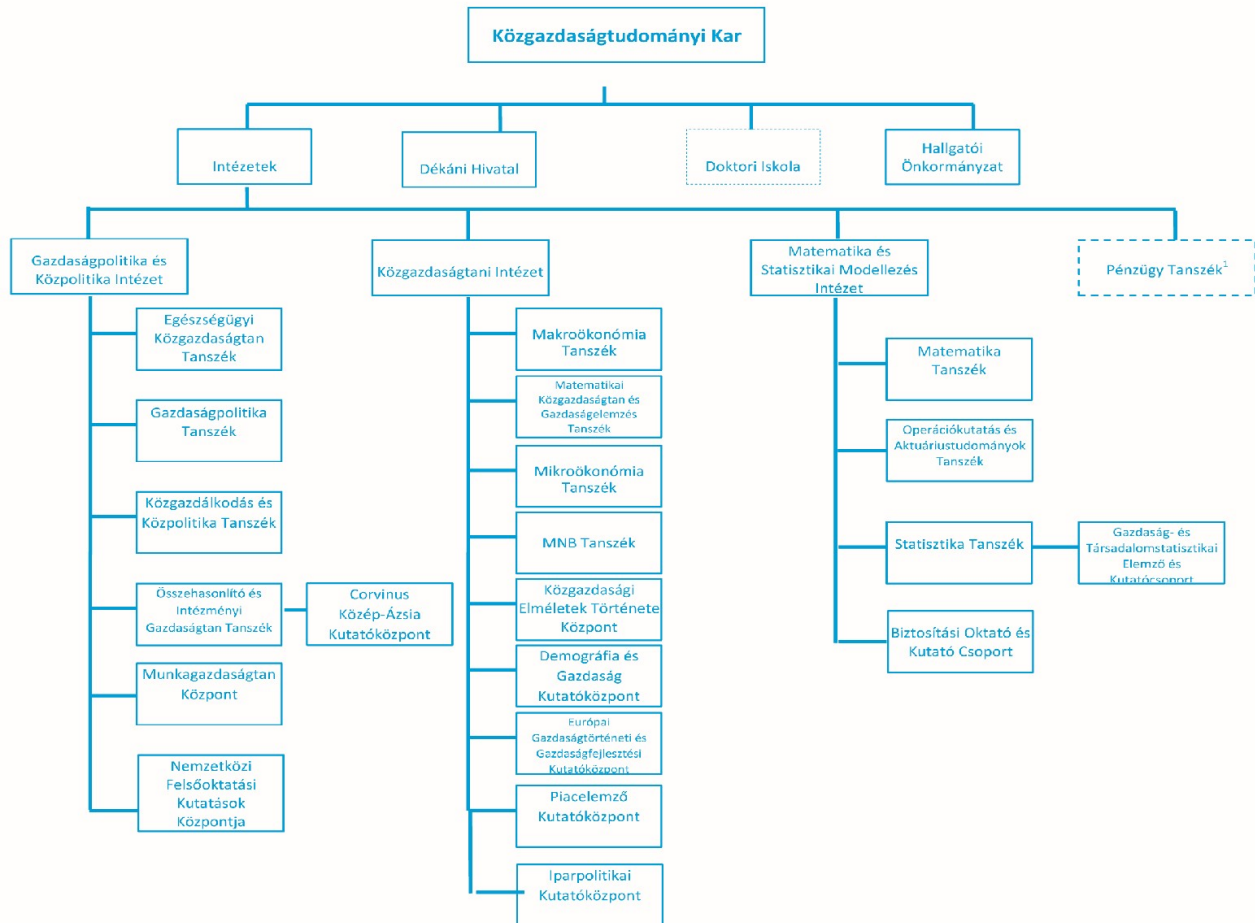 Közgazdaságtudományi Kar
Intézetek
Dékáni Hivatal
Doktori Iskola
Hallgatói
Önkormányzat
Gazdaságpolitika és
Közpolitika Intézet
Közgazdaságtani Intézet
Matematika és
Statisztikai Modellezés
Intézet
Pénzügy Tanszék¹
Egészségügyi
Közgazdaságtan
Tanszék
Gazdaságpolitika
Tanszék
Közgazdálkodás és
Közpolitika Tanszék
Összehasonlító és
Intézményi
Gazdaságtan Tanszék
Corvinus
Közép-Ázsia
Kutatóközpont
Munkagazdaságtan
Központ
Nemzetközi
Felsőoktatási
Kutatások
Központja
Makroökonómia
Tanszék
Matematikai
Közgazdaságtan és
Gazdaságelemzés
Tanszék
Mikroökonómia
Tanszék
MNB Tanszék
Közgazdasági
Elméletek Története
Központ
Demográfia és
Gazdaság
Kutatóközpont
Európai
Gazdaságtörténeti és
Gazdaságfejlesztési
Kutatóközpont
Piacelemző
Kutatóközpont
Iparpolitikai
Kutatóközpont
Matematika
Tanszék
Operációkutatás és
Aktuáriustudományok
Tanszék
Statisztika Tanszék
Gazdaság- és
Társadalomstatisztikai
Elemző és
Kutatócsoport
Biztosítási Oktató és
Kutató Csoport